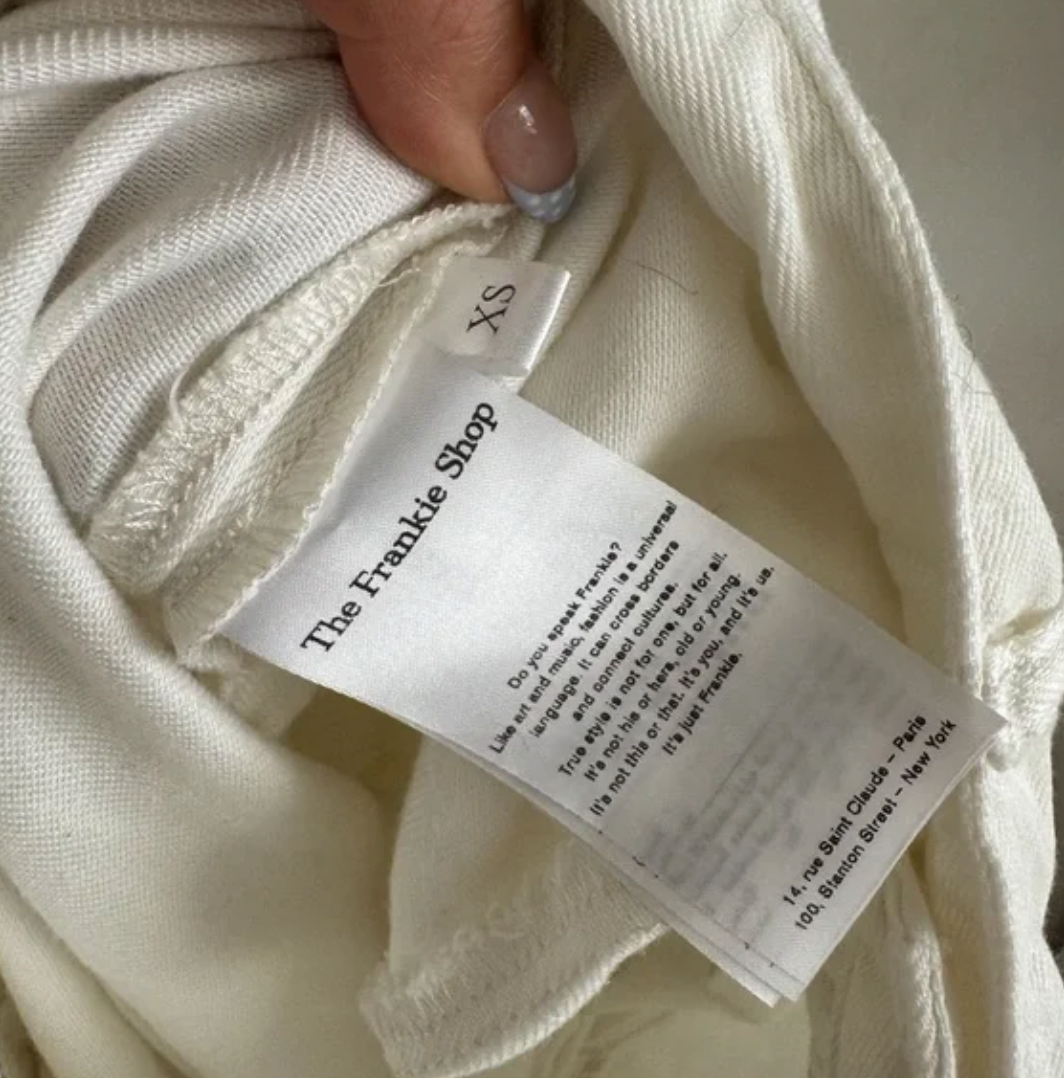 XS
The Frankie Shop
Do you speak Frankie?
Like art and music, fashion is a universal
language. It can cross borders
and connect cultures.
True style is not for one, but for all.
It's not his or hers, old or young.
It's not this or that. It's you, and it's us.
It's just Frankie.
14, rue Saint Claude – Paris
100, Stanton Street – New York